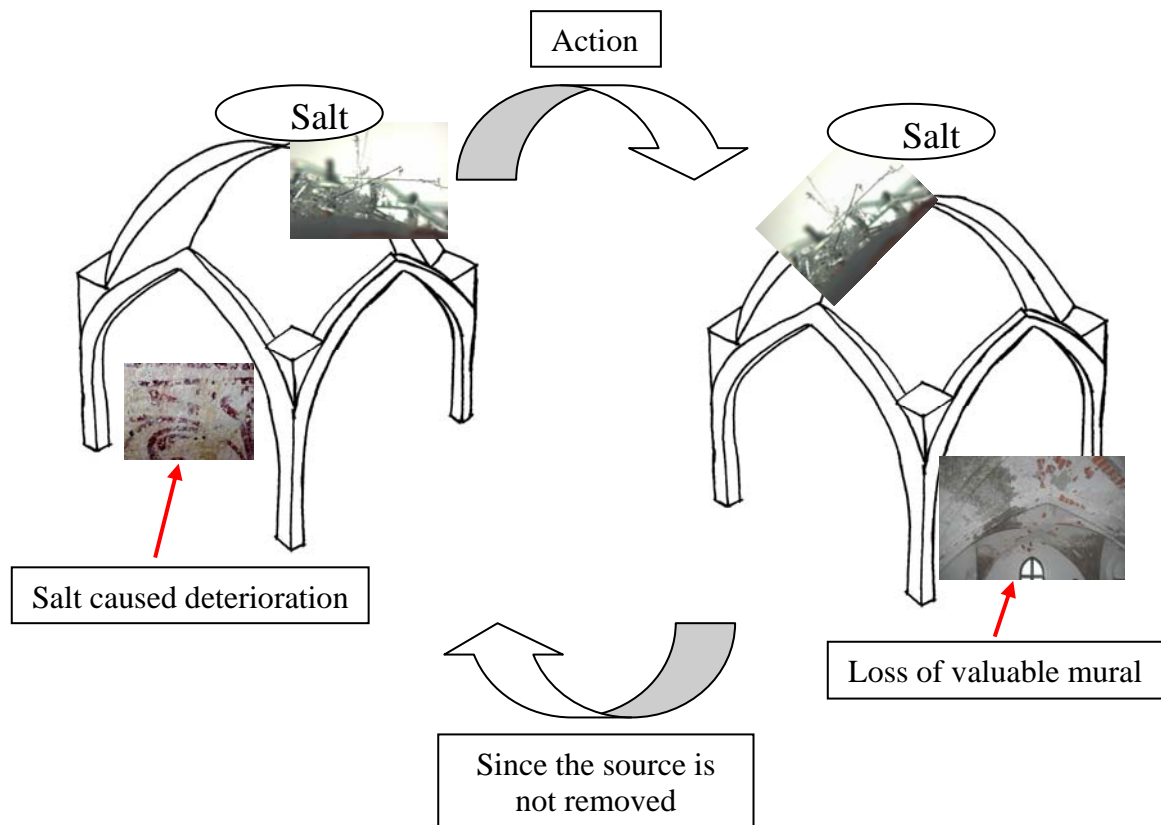 Action
Salt
Salt
Salt caused deterioration
Loss of valuable mural
Since the source is
not removed